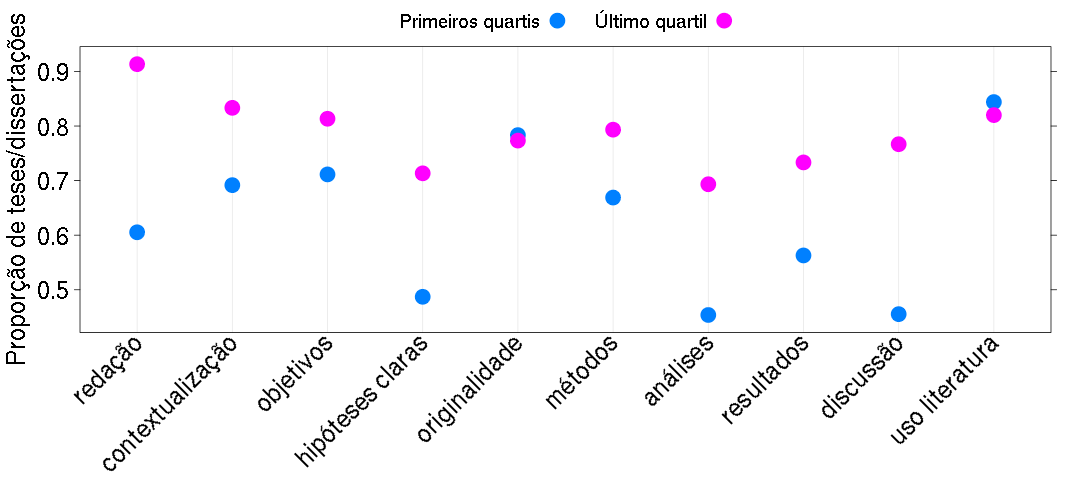 Primeiros quartis Último quartil
Proporção de teses/dissertações
0.9
0.8
0.7
0.6
0.5
redação
contextualização
objetivos
hipóteses claras
originalidade
métodos
análises
resultados
discussão
uso literatura